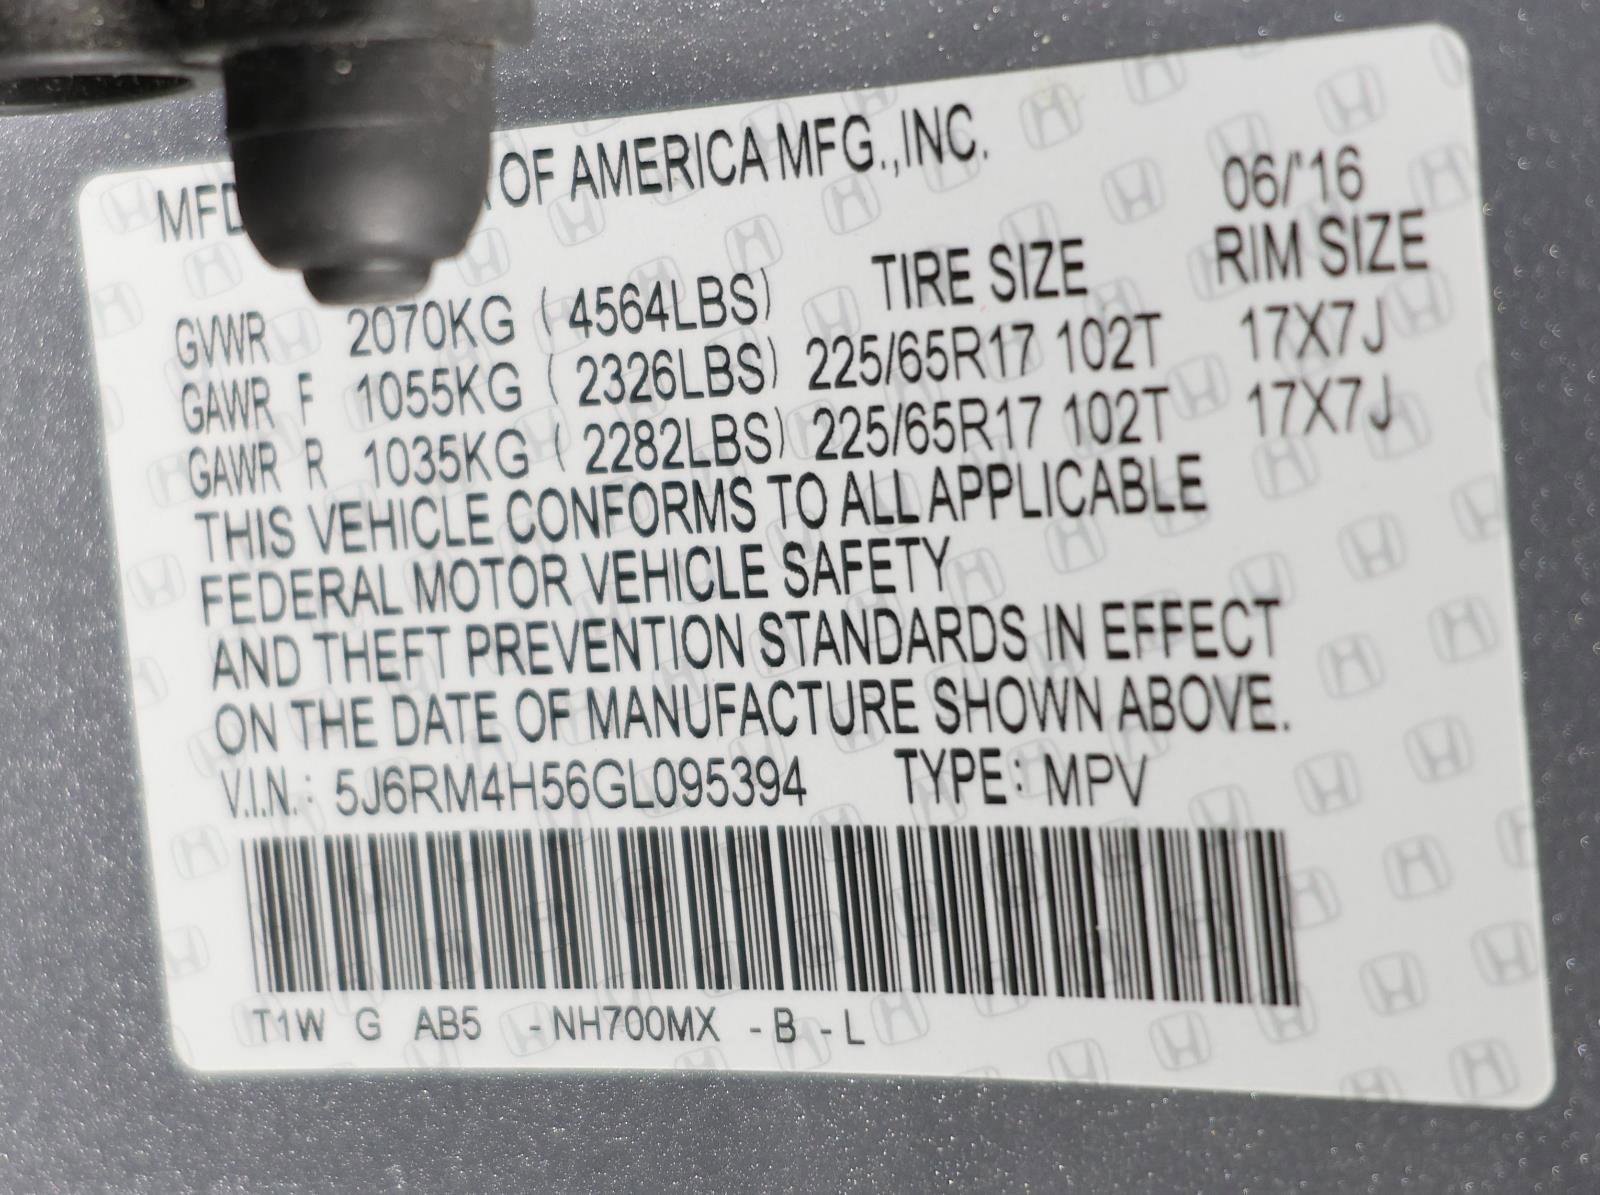 MFD OF AMERICA MFG.,INC. 06/'16
TIRE SIZE RIM SIZE
GVWR 2070KG ( 4564LBS)
GAWR F 1055KG ( 2326LBS) 225/65R17 102T 17X7J
GAWR R 1035KG ( 2282LBS) 225/65R17 102T 17X7J
THIS VEHICLE CONFORMS TO ALL APPLICABLE
FEDERAL MOTOR VEHICLE SAFETY
AND THEFT PREVENTION STANDARDS IN EFFECT
ON THE DATE OF MANUFACTURE SHOWN ABOVE.
V.I.N.: 5J6RM4H56GL095394 TYPE: MPV
T1W G AB5 -NH700MX -B -L